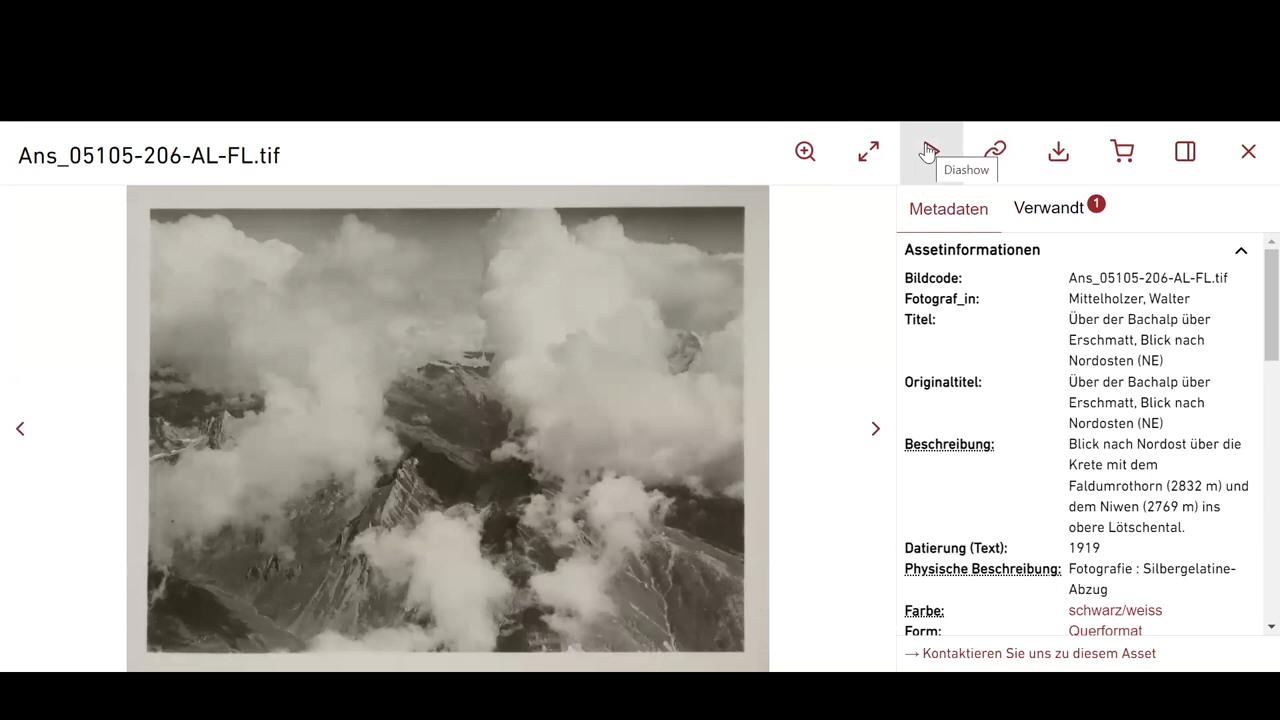 Ans_05105-206-AL-FL.tif
Diashow
Metadaten
Verwandt 1
Assetinformationen
Bildcode: Ans_05105-206-AL-FL.tif
Fotograf_in: Mittelholzer, Walter
Titel: Über der Bachalp über
Erschmatt, Blick nach
Nordosten (NE)
Originaltitel: Über der Bachalp über
Erschmatt, Blick nach
Nordosten (NE)
Beschreibung: Blick nach Nordost über die
Krete mit dem
Faldumrothorn (2832 m) und
dem Niwen (2769 m) ins
obere Lötschental.
Datierung (Text): 1919
Physische Beschreibung: Fotografie : Silbergelatine-
Abzug
Farbe: schwarz/weiss
Form: Querformat
→ Kontaktieren Sie uns zu diesem Asset